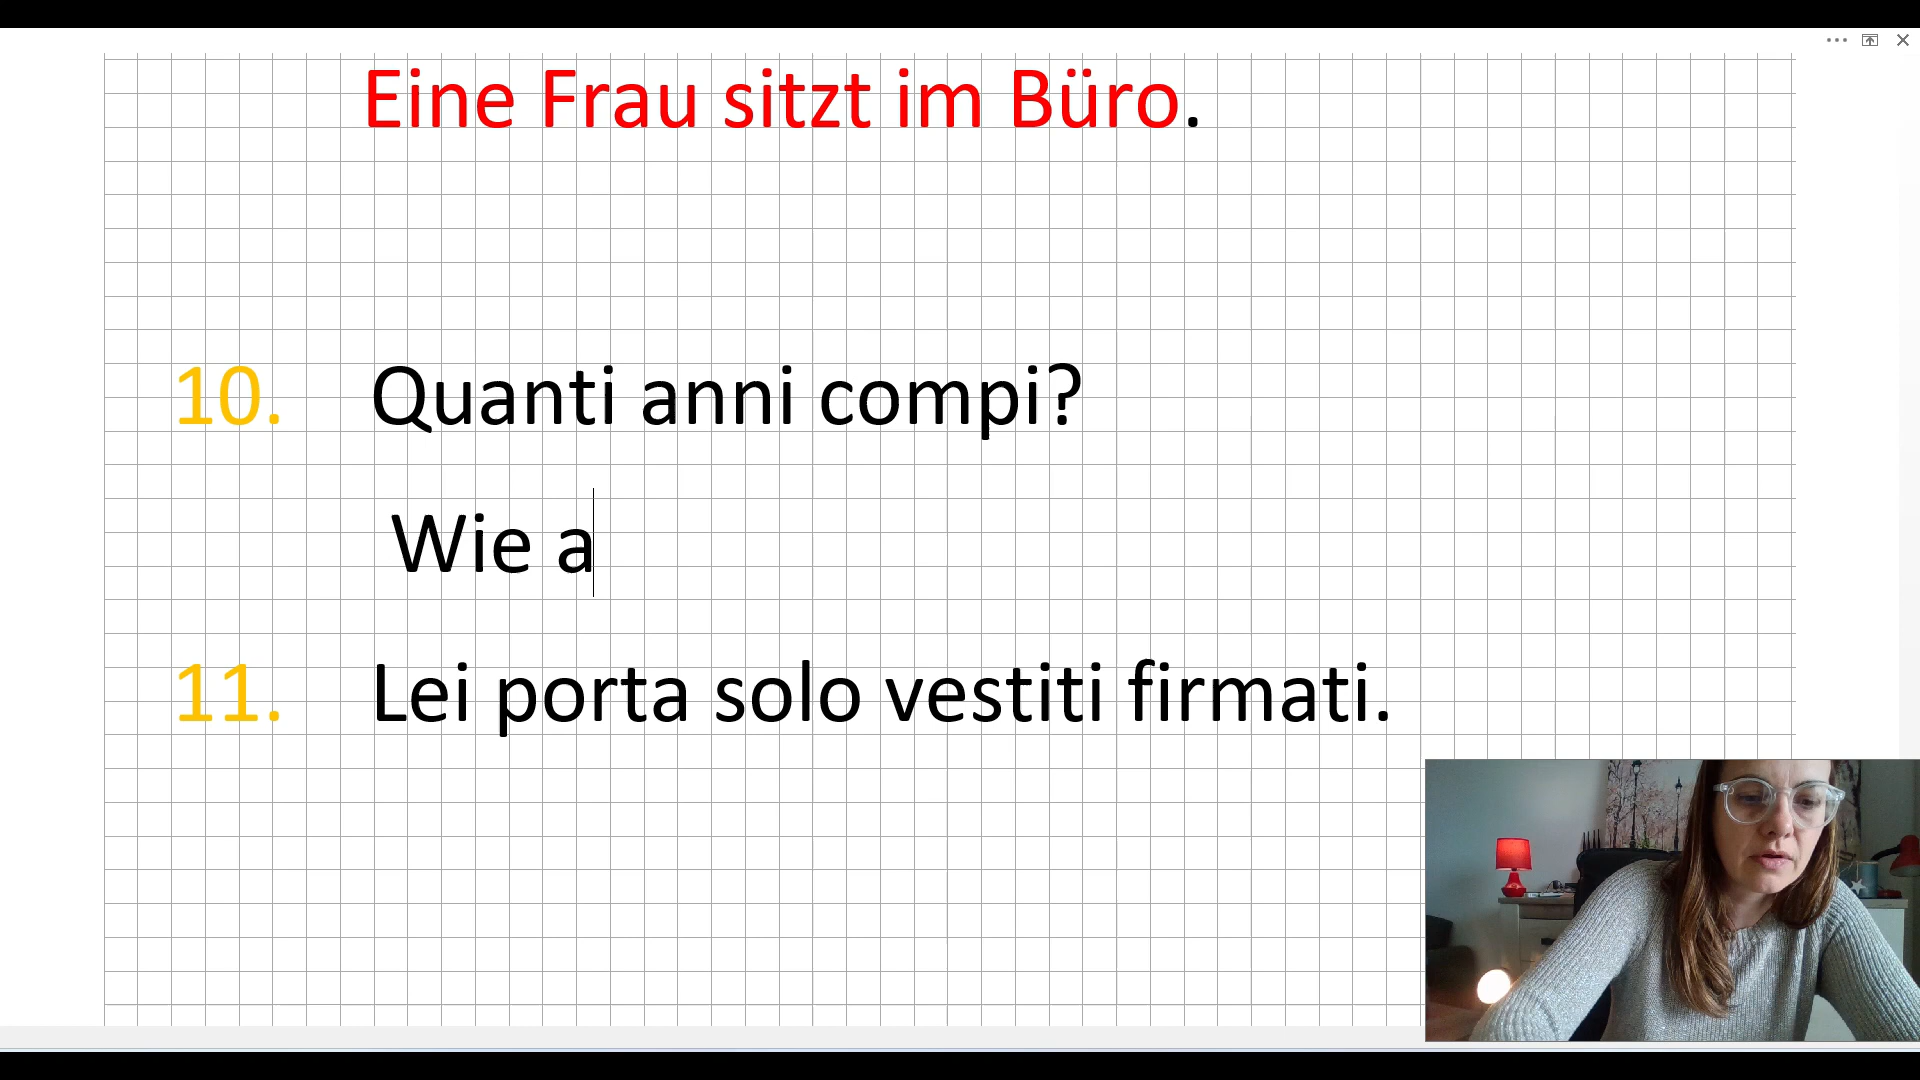 Eine Frau sitzt im Büro.
10. Quanti anni compi?
Wie a
11. Lei porta solo vestiti firmati.